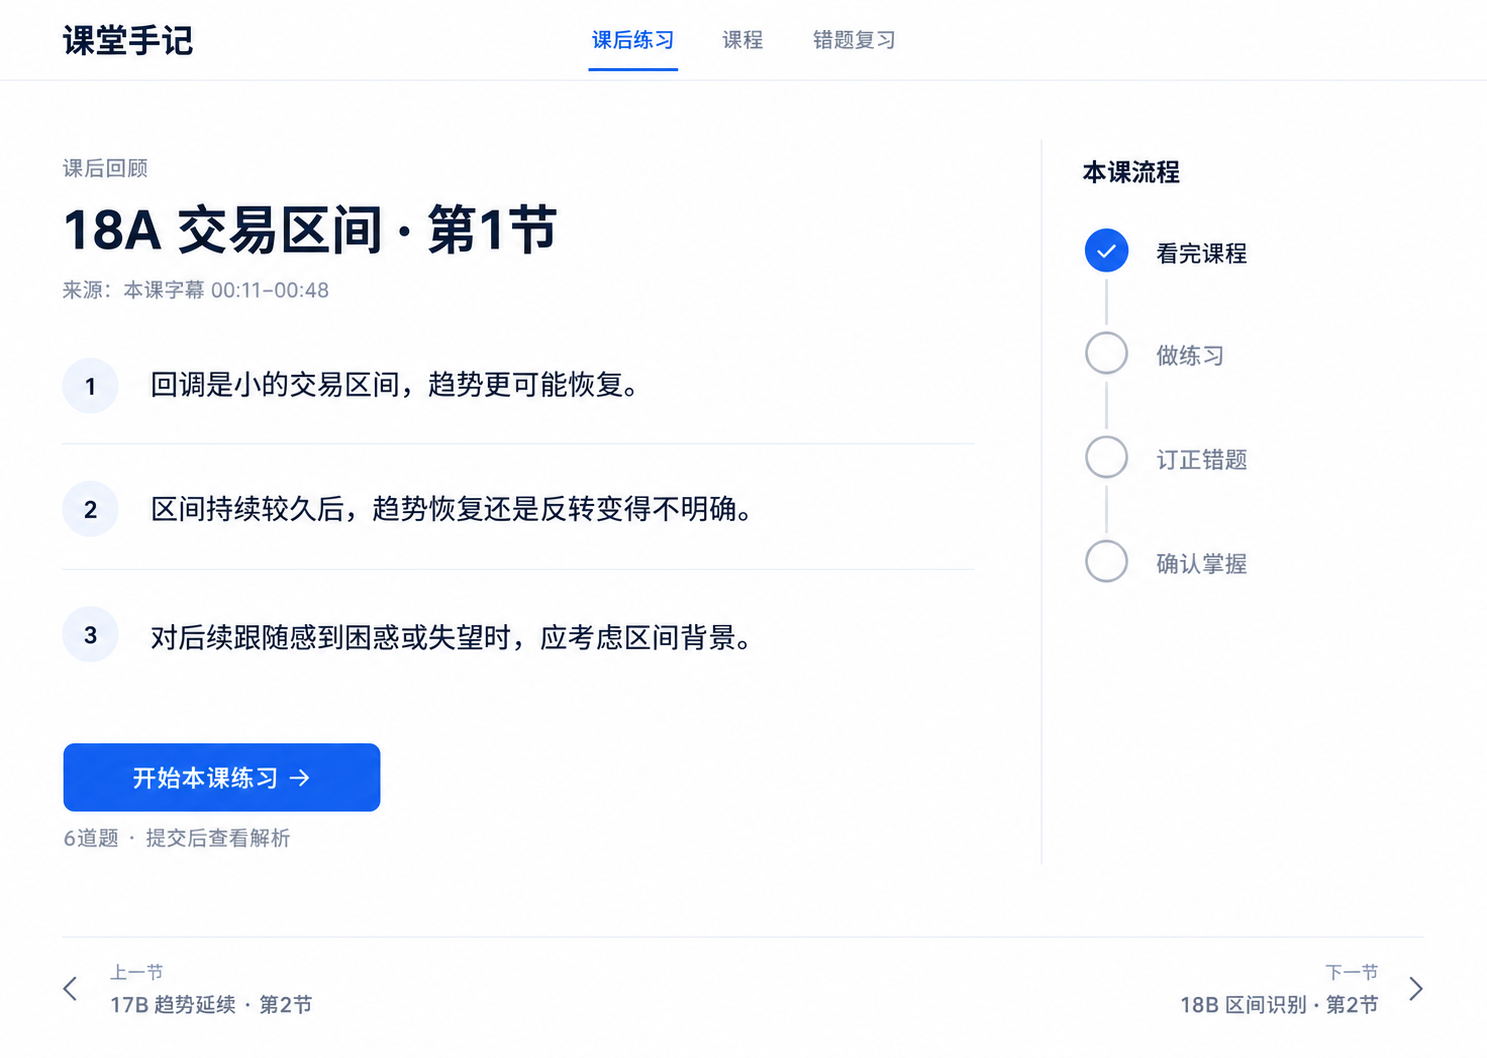 课堂手记
课后练习
课程
错题复习
课后回顾
18A 交易区间 · 第1节
来源：本课字幕 00:11–00:48
1 回调是小的交易区间，趋势更可能恢复。
2 区间持续较久后，趋势恢复还是反转变得不明确。
3 对后续跟随感到困惑或失望时，应考虑区间背景。
开始本课练习 →
6道题 · 提交后查看解析
本课流程
看完课程
做练习
订正错题
确认掌握
上一节
17B 趋势延续 · 第2节
下一节
18B 区间识别 · 第2节